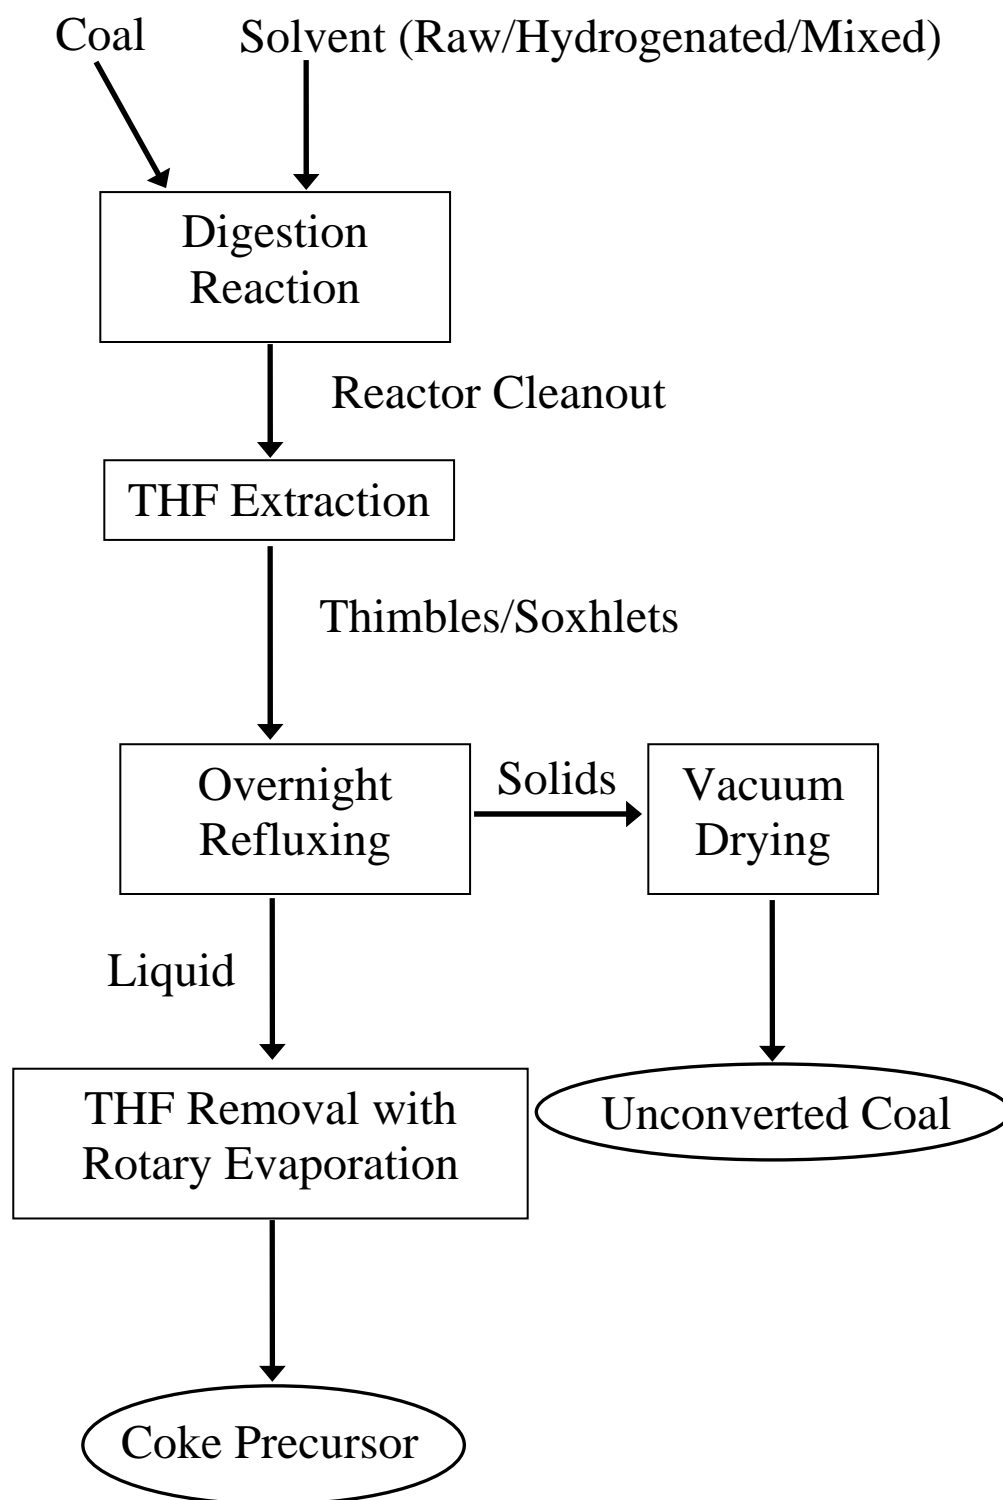 Coal
Solvent (Raw/Hydrogenated/Mixed)
Digestion
Reaction
Reactor Cleanout
THF Extraction
Thimbles/Soxhlets
Overnight
Refluxing
Solids
Vacuum
Drying
Liquid
THF Removal with
Rotary Evaporation
Unconverted Coal
Coke Precursor